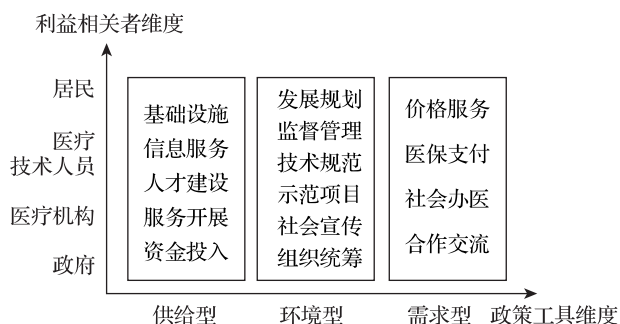 利益相关者维度
居民
医疗
技术人员
医疗机构
政府
基础设施
信息服务
人才建设
服务开展
资金投入
发展规划
监督管理
技术规范
示范项目
社会宣传
组织统筹
价格服务
医保支付
社会办医
合作交流
供给型
环境型
需求型
政策工具维度